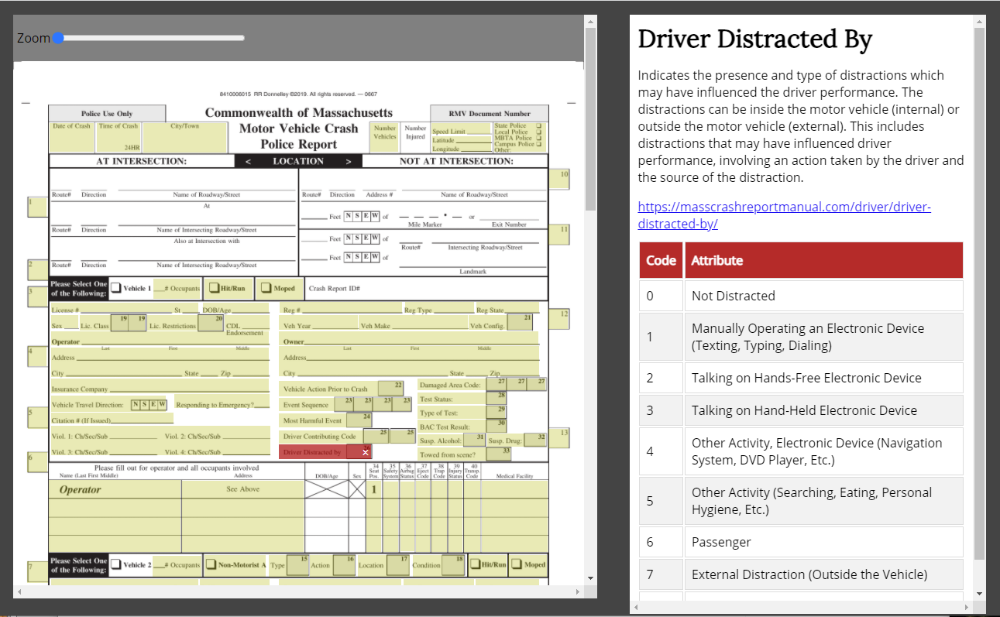 Zoom
8410006015 RR Donnelley ©2019. All rights reserved. — 0667
Police Use Only
Commonwealth of Massachusetts
RMV Document Number
Date of Crash Time of Crash City/Town
24HR
Motor Vehicle Crash
Police Report
Number
Vehicles
Number
Injured
Speed Limit
Latitude
Longitude
State Police
Local Police
MBTA Police
Campus Police
Other:
AT INTERSECTION: < LOCATION > NOT AT INTERSECTION:
10
Route# Direction Name of Roadway/Street
Route# Direction Address # Name of Roadway/Street
1
At
Feet N S E W of • or
Mile Marker Exit Number
Route# Direction Name of Intersecting Roadway/Street
11
Also at Intersection with
Feet N S E W of
Route# Intersecting Roadway/Street
Feet N S E W of
2
Route# Direction Name of Intersecting Roadway/Street
Landmark
3
Please Select One
of the Following:
Vehicle 1 # Occupants Hit/Run Moped Crash Report ID#
License # St DOB/Age
Reg # Reg Type Reg State
12
Sex Lic. Class 19 19 Lic. Restrictions 20 CDL
Endorsement
Veh Year Veh Make Veh Config. 21
Operator
Last First Middle
Owner
Last First Middle
4
Address
Address
City State Zip
City State Zip
Insurance Company
Vehicle Action Prior to Crash 22
Damaged Area Code: 27 27 27
Vehicle Travel Direction: N S E W Responding to Emergency?
Event Sequence 23 23 23 23
Test Status: 28
5
Citation # (If Issued)
Most Harmful Event 24
Type of Test: 29
BAC Test Result: 30
13
Viol. 1: Ch/Sec/Sub Viol. 2: Ch/Sec/Sub
Driver Contributing Code 25 25
Susp. Alcohol: 31 Susp. Drug: 32
6
Viol. 3: Ch/Sec/Sub Viol. 4: Ch/Sec/Sub
Driver Distracted by ×
Towed from scene? 33
Please fill out for operator and all occupants involved
Name (Last First Middle) Address DOB/Age Sex
34
Seat
Pos.
35
Safety
System
36
Airbag
Status
37
Eject
Code
38
Trap
Code
39
Injury
Status
40
Transp.
Code
Medical Facility
Operator See Above 1
7
Please Select One
of the Following:
Vehicle 2 # Occupants Non-Motorist A Type 15 Action 16 Location 17 Condition 18 Hit/Run Moped
Driver Distracted By
Indicates the presence and type of distractions which
may have influenced the driver performance. The
distractions can be inside the motor vehicle (internal) or
outside the motor vehicle (external). This includes
distractions that may have influenced driver
performance, involving an action taken by the driver and
the source of the distraction.
https://masscrashreportmanual.com/driver/driver-
distracted-by/
Code Attribute
0 Not Distracted
1 Manually Operating an Electronic Device
(Texting, Typing, Dialing)
2 Talking on Hands-Free Electronic Device
3 Talking on Hand-Held Electronic Device
4 Other Activity, Electronic Device (Navigation
System, DVD Player, Etc.)
5 Other Activity (Searching, Eating, Personal
Hygiene, Etc.)
6 Passenger
7 External Distraction (Outside the Vehicle)